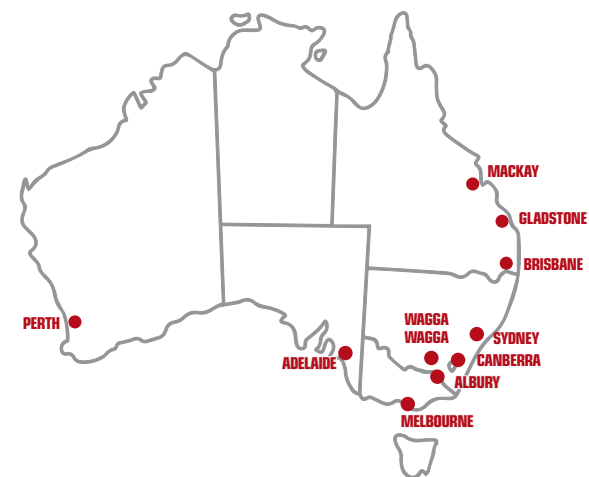 MACKAY
GLADSTONE
BRISBANE
WAGGA
WAGGA
PERTH
SYDNEY
ADELAIDE
CANBERRA
ALBURY
MELBOURNE